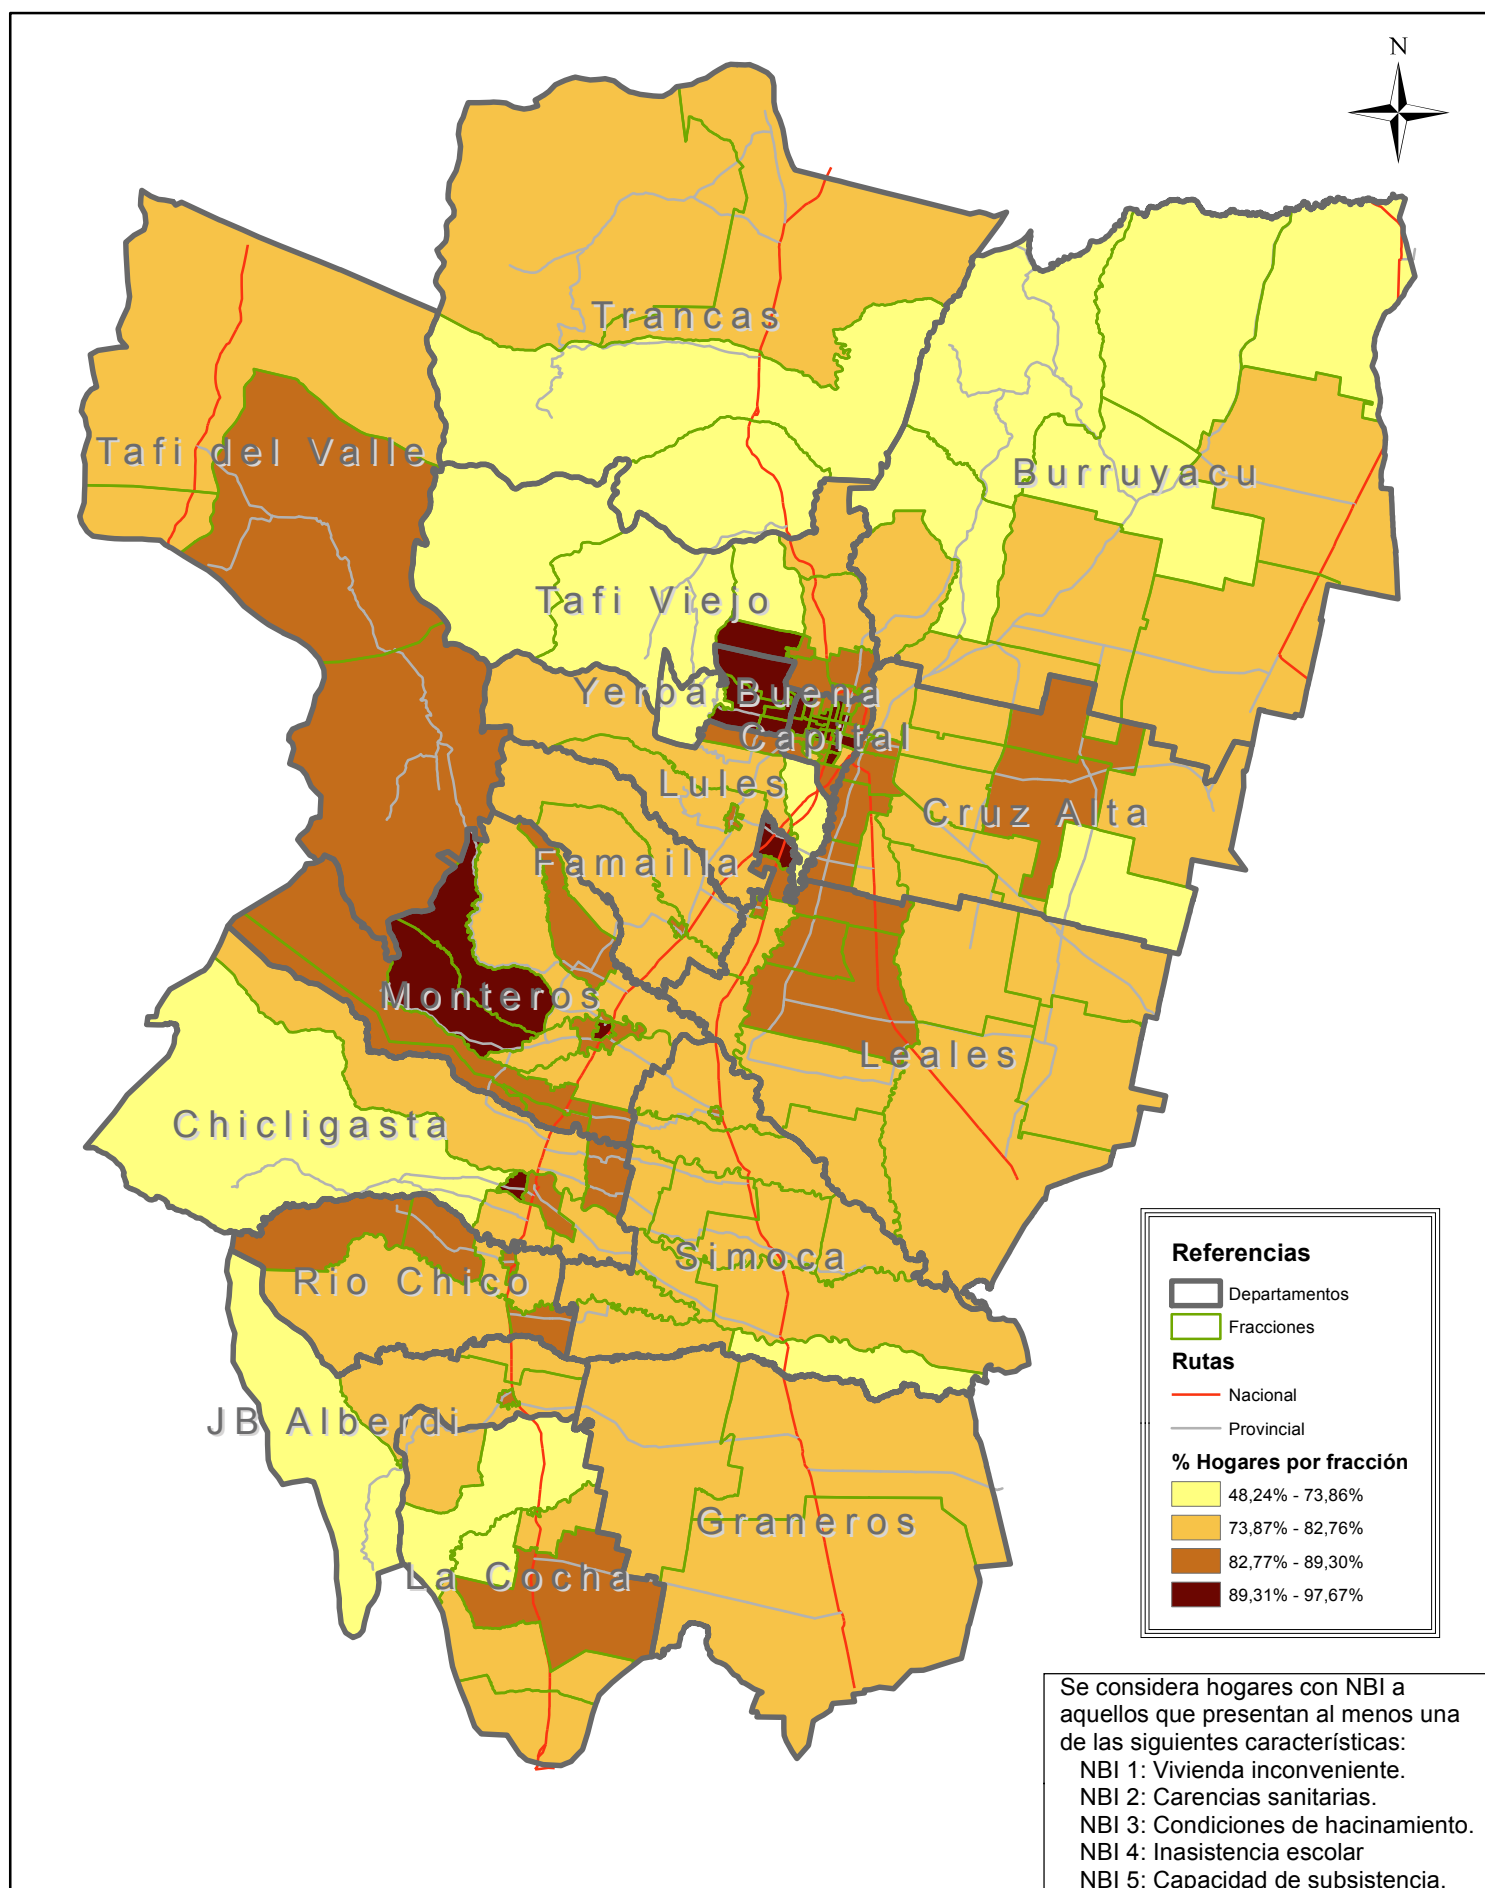 N
Trancas
Tafi del Valle
Burruyacu
Tafi Viejo
Yerba Buena
Capital
Lules
Cruz Alta
Famailla
Monteros
Leales
Chicligasta
Simoca
Rio Chico
JB Alberdi
Graneros
La Cocha
Referencias
Departamentos
Fracciones
Rutas
Nacional
Provincial
% Hogares por fracción
48,24% - 73,86%
73,87% - 82,76%
82,77% - 89,30%
89,31% - 97,67%
Se considera hogares con NBI a
aquellos que presentan al menos una
de las siguientes características:
NBI 1: Vivienda inconveniente.
NBI 2: Carencias sanitarias.
NBI 3: Condiciones de hacinamiento.
NBI 4: Inasistencia escolar
NBI 5: Capacidad de subsistencia.